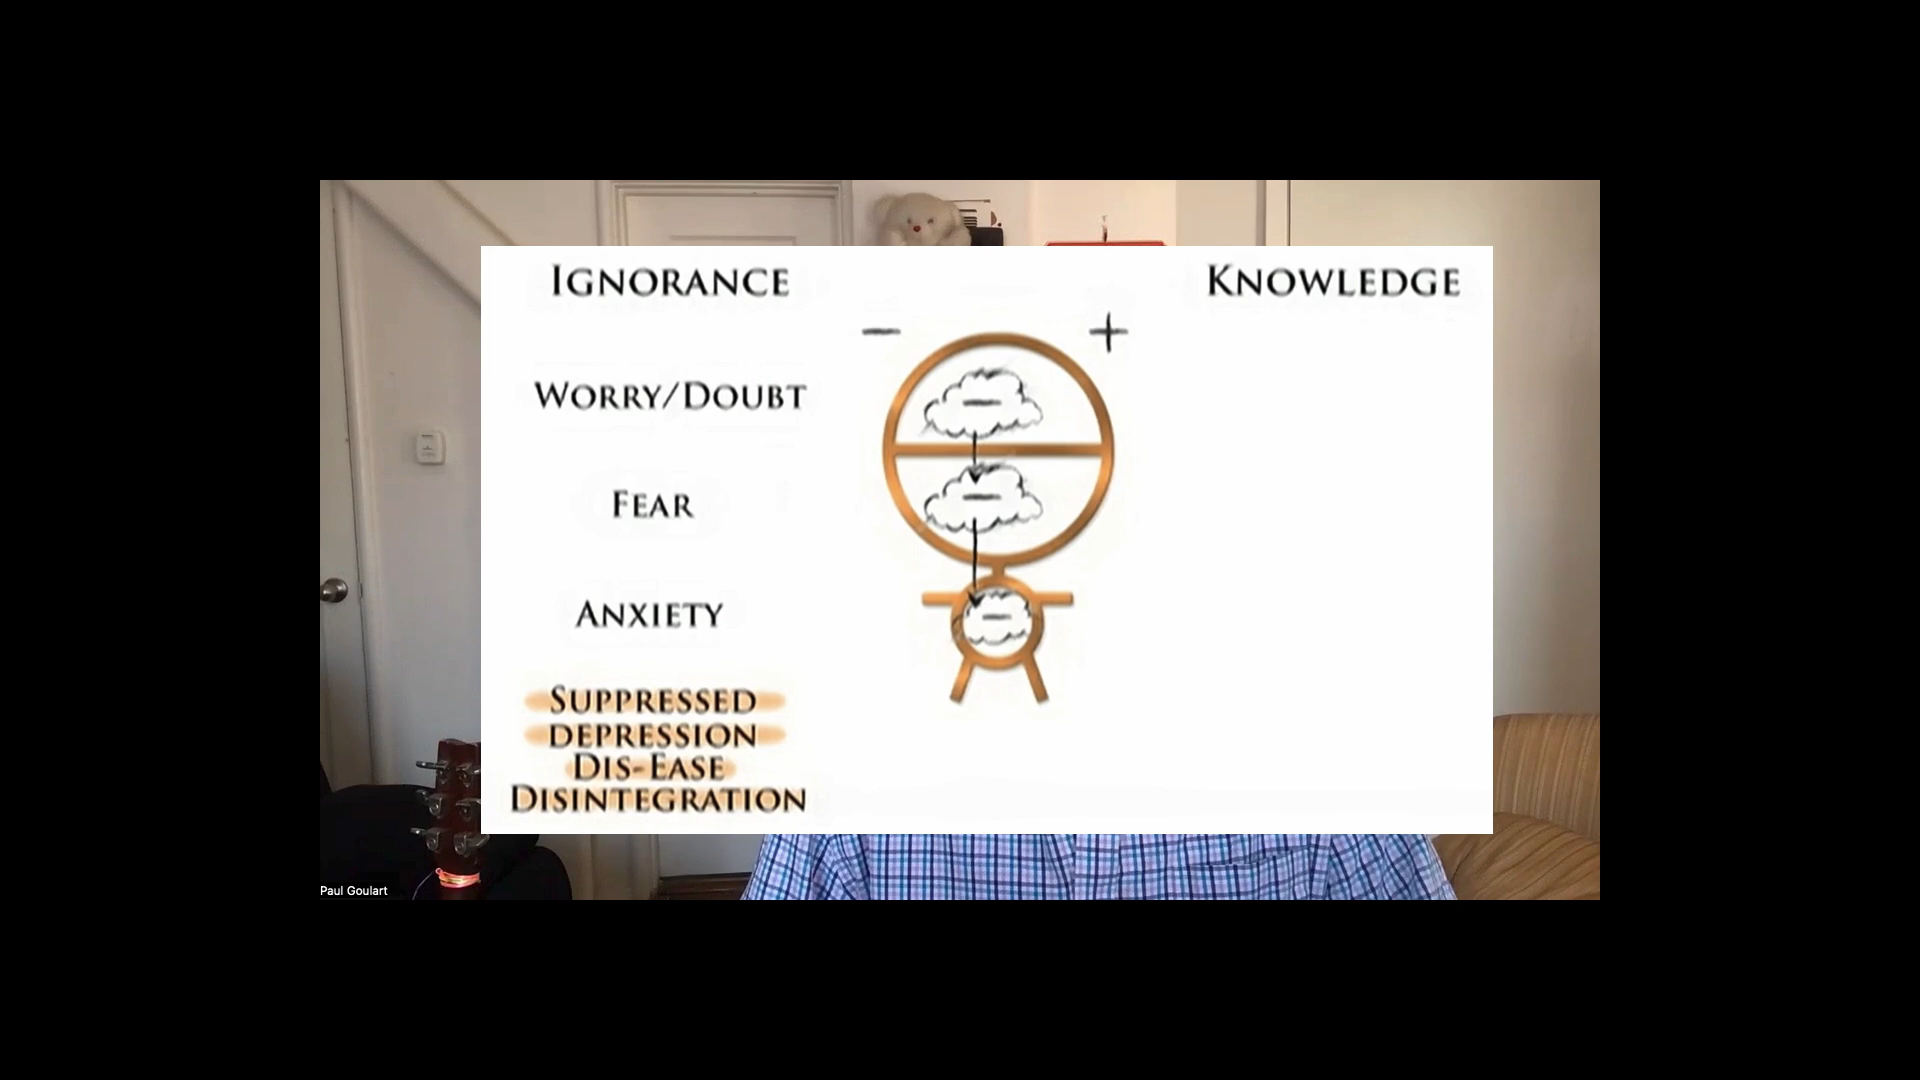 IGNORANCE
KNOWLEDGE
− +
WORRY/DOUBT
FEAR
ANXIETY
SUPPRESSED
DEPRESSION
DIS-EASE
DISINTEGRATION
Paul Goulart